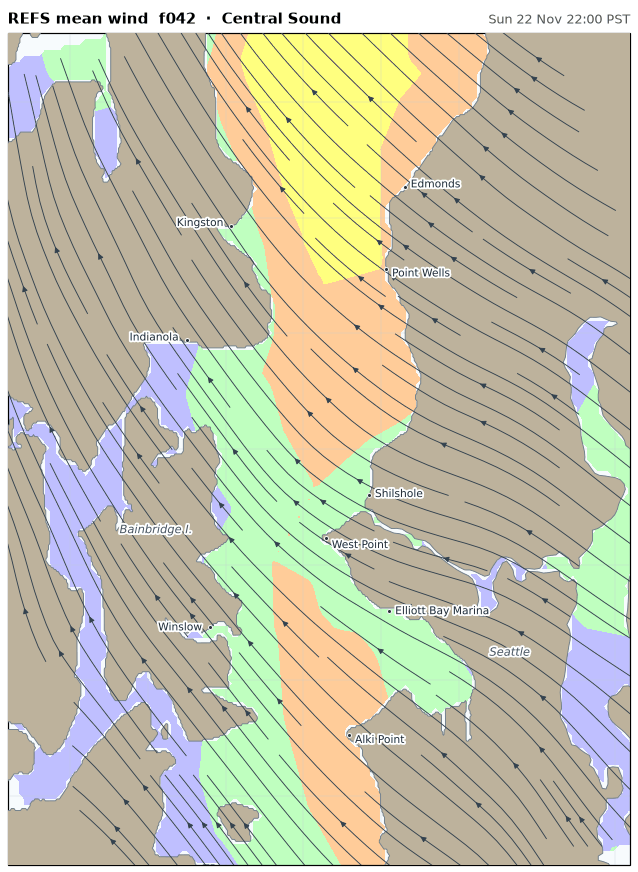 REFS mean wind  f042  ·  Central Sound
Sun 22 Nov 22:00 PST
Edmonds
Kingston
Point Wells
Indianola
Shilshole
Bainbridge I.
West Point
Elliott Bay Marina
Winslow
Seattle
Alki Point